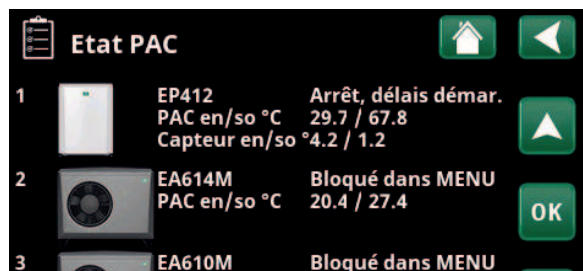 Etat PAC
1 EP412 Arrêt, délais démar.
PAC en/so °C 29.7 / 67.8
Capteur en/so °4.2 / 1.2
2 EA614M Bloqué dans MENU
PAC en/so °C 20.4 / 27.4
OK
3 EA610M Bloqué dans MENU